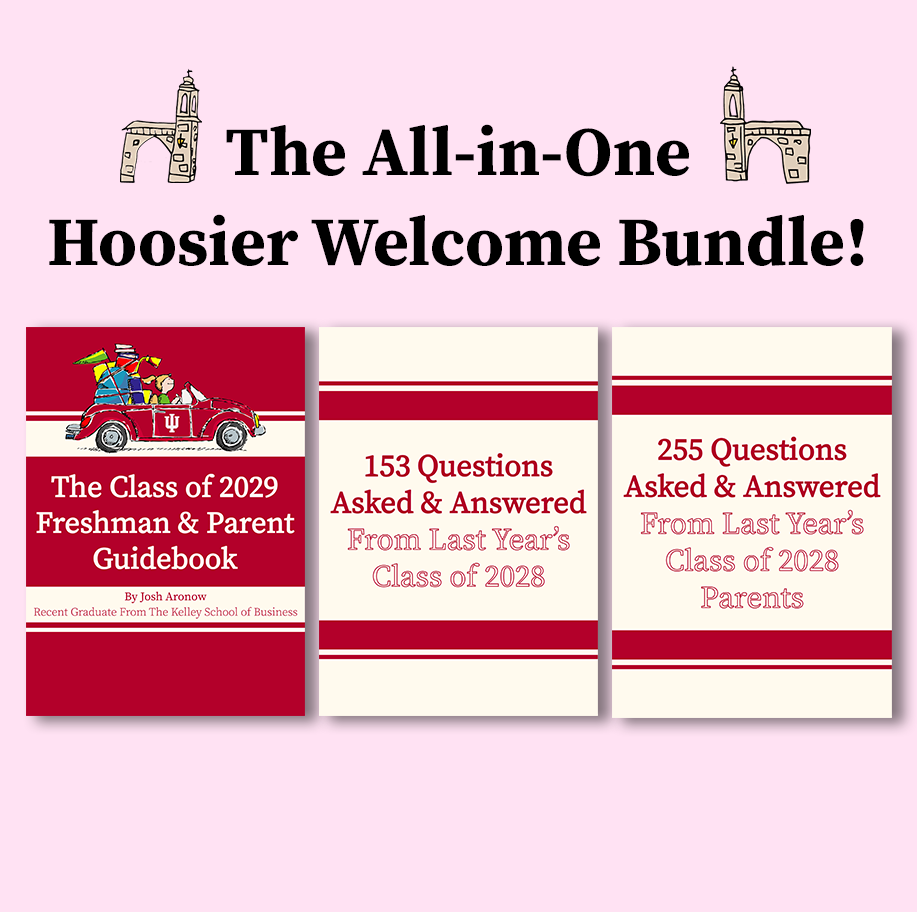 The All-in-One
Hoosier Welcome Bundle!
IU
The Class of 2029
Freshman & Parent
Guidebook
By Josh Aronow
Recent Graduate From The Kelley School of Business
153 Questions
Asked & Answered
From Last Year’s
Class of 2028
255 Questions
Asked & Answered
From Last Year’s
Class of 2028
Parents